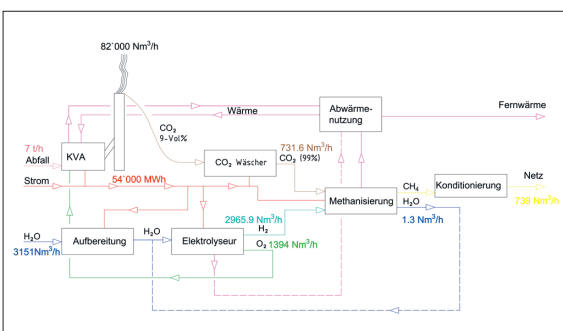 82`000 Nm³/h
Wärme
Abwärme-
nutzung
Fernwärme
CO₂
9-Vol%
7 t/h
Abfall
KVA
CO₂ Wäscher
731.6 Nm³/h
CO₂ (99%)
Strom
54`000 MWh
Methanisierung
CH₄
H₂O
1.3 Nm³/h
Konditionierung
Netz
739 Nm³/h
2965.9 Nm³/h
H₂
O₂
1394 Nm³/h
H₂O
3151Nm³/h
Aufbereitung
H₂O
Elektrolyseur